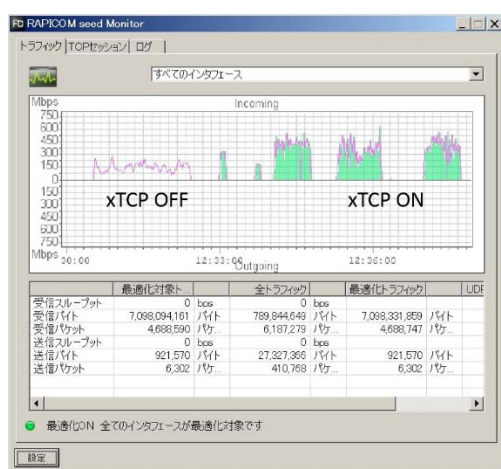 RAPICOM seed Monitor
トラフィック TCPセッション ログ
すべてのインタフェース
Mbps Incoming
750
600
450
300
150
0
150
300
450
600
750
xTCP OFF xTCP ON
Mbps 12:33:00 12:36:00
Outgoing
最適化対象ト... 全トラフィック 最適化トラフィック UDF
受信スループット 0 bps 0 bps
受信バイト 7,098,094,161 バイト 789,844,649 バイト 7,098,331,859 バイト
受信パケット 4,688,590 パケ... 6,187,279 パケ... 4,688,747 パケ...
送信スループット 0 bps 0 bps
送信バイト 921,570 バイト 27,327,366 バイト 921,570 バイト
送信パケット 6,302 パケ... 410,768 パケ... 6,302 パケ...
最適化ON 全てのインタフェースが最適化対象です
設定